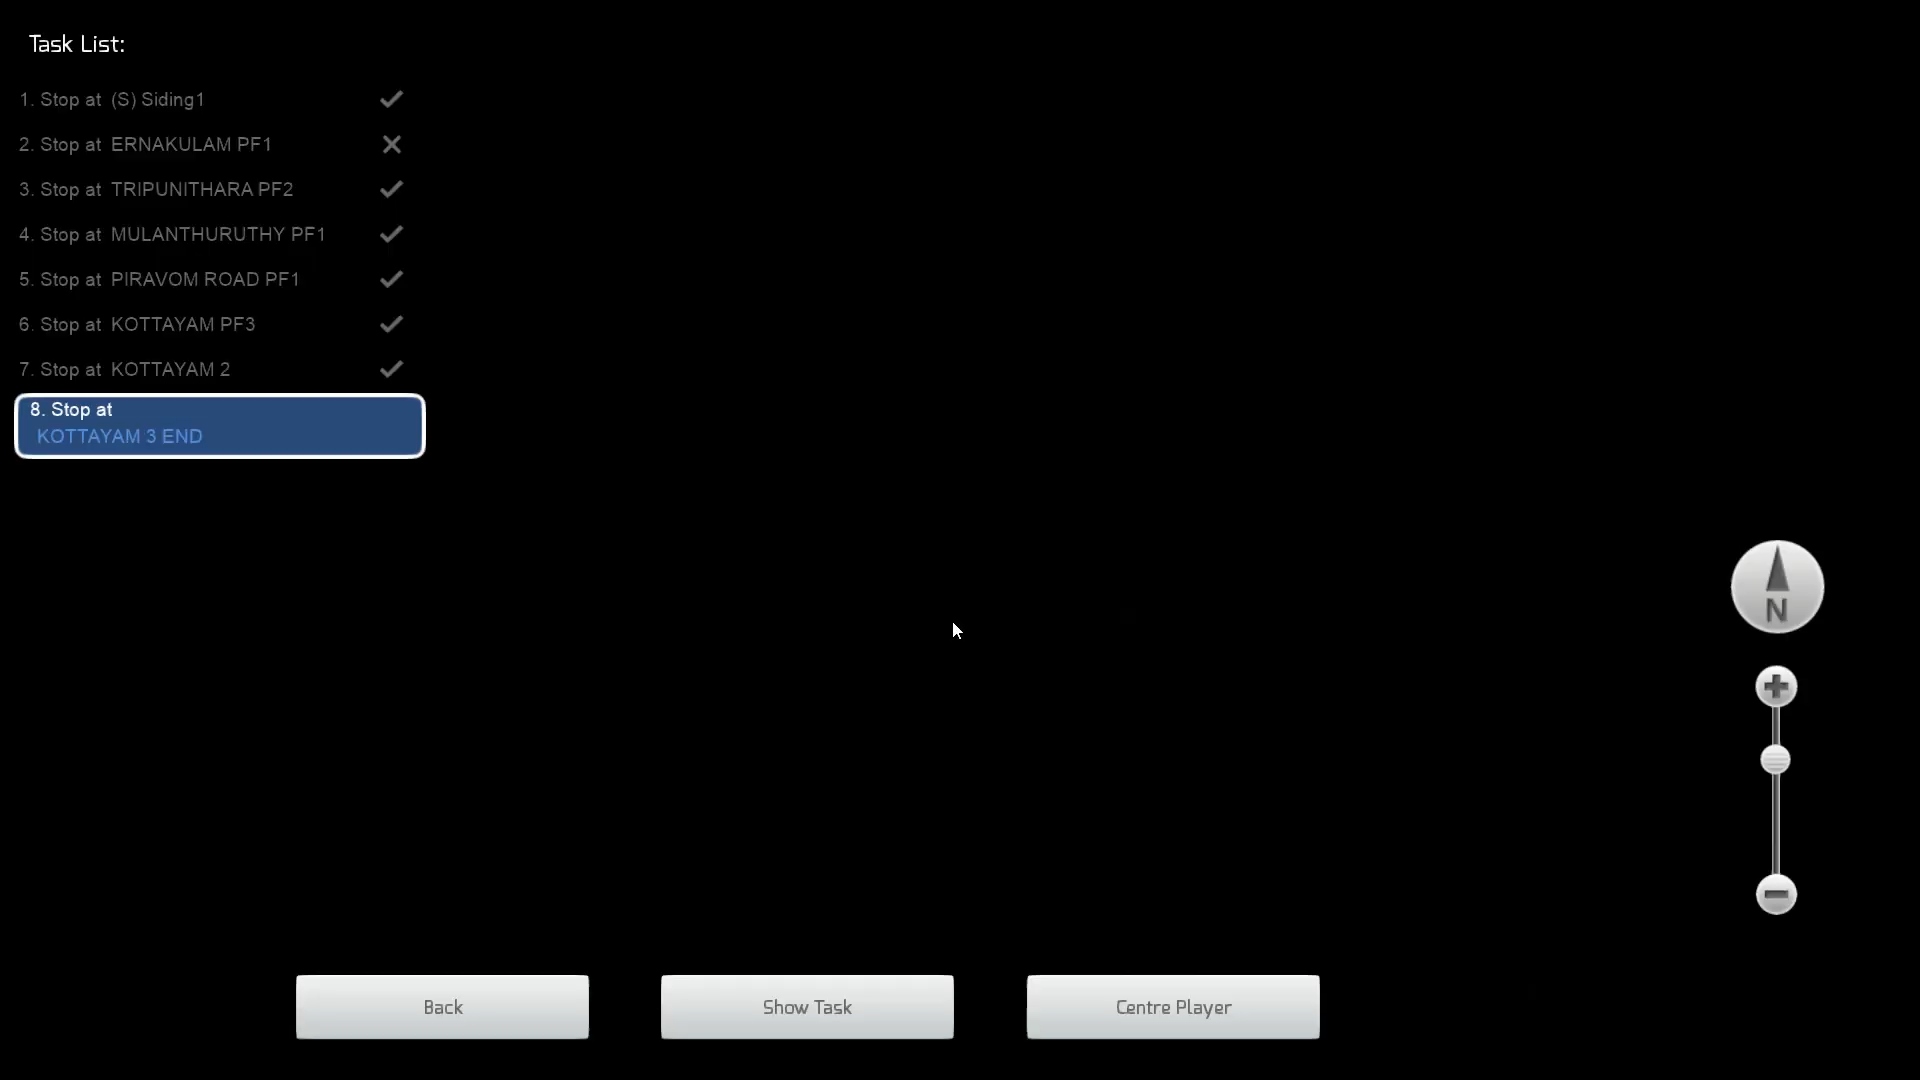 Task List:
1. Stop at (S) Siding1
2. Stop at ERNAKULAM PF1
3. Stop at TRIPUNITHARA PF2
4. Stop at MULANTHURUTHY PF1
5. Stop at PIRAVOM ROAD PF1
6. Stop at KOTTAYAM PF3
7. Stop at KOTTAYAM 2
8. Stop at
KOTTAYAM 3 END
N
Back
Show Task
Centre Player